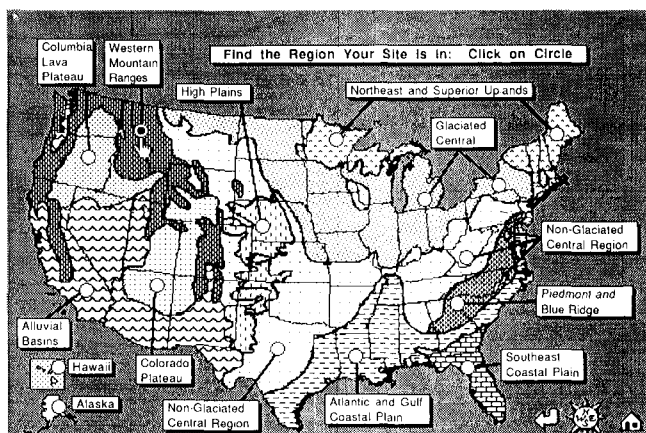 Find the Region Your Site Is in: Click on Circle
Columbia
Lava
Plateau
Western
Mountain
Ranges
High Plains
Northeast and Superior Uplands
Glaciated
Central
Non-Glaciated
Central Region
Piedmont and
Blue Ridge
Southeast
Coastal Plain
Atlantic and Gulf
Coastal Plain
Non-Glaciated
Central Region
Colorado
Plateau
Alluvial
Basins
Hawaii
Alaska
N
W
E
S